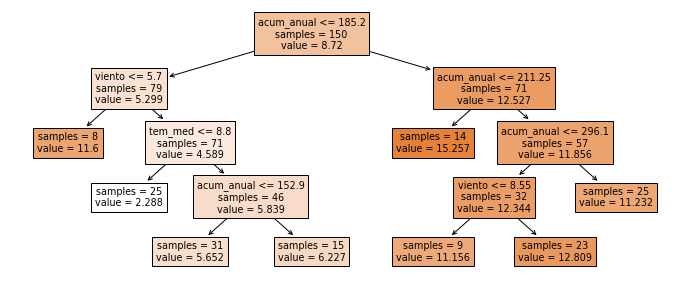 acum_anual <= 185.2
samples = 150
value = 8.72
viento <= 5.7
samples = 79
value = 5.299
acum_anual <= 211.25
samples = 71
value = 12.527
samples = 8
value = 11.6
tem_med <= 8.8
samples = 71
value = 4.589
samples = 14
value = 15.257
acum_anual <= 296.1
samples = 57
value = 11.856
samples = 25
value = 2.288
acum_anual <= 152.9
samples = 46
value = 5.839
viento <= 8.55
samples = 32
value = 12.344
samples = 25
value = 11.232
samples = 31
value = 5.652
samples = 15
value = 6.227
samples = 9
value = 11.156
samples = 23
value = 12.809